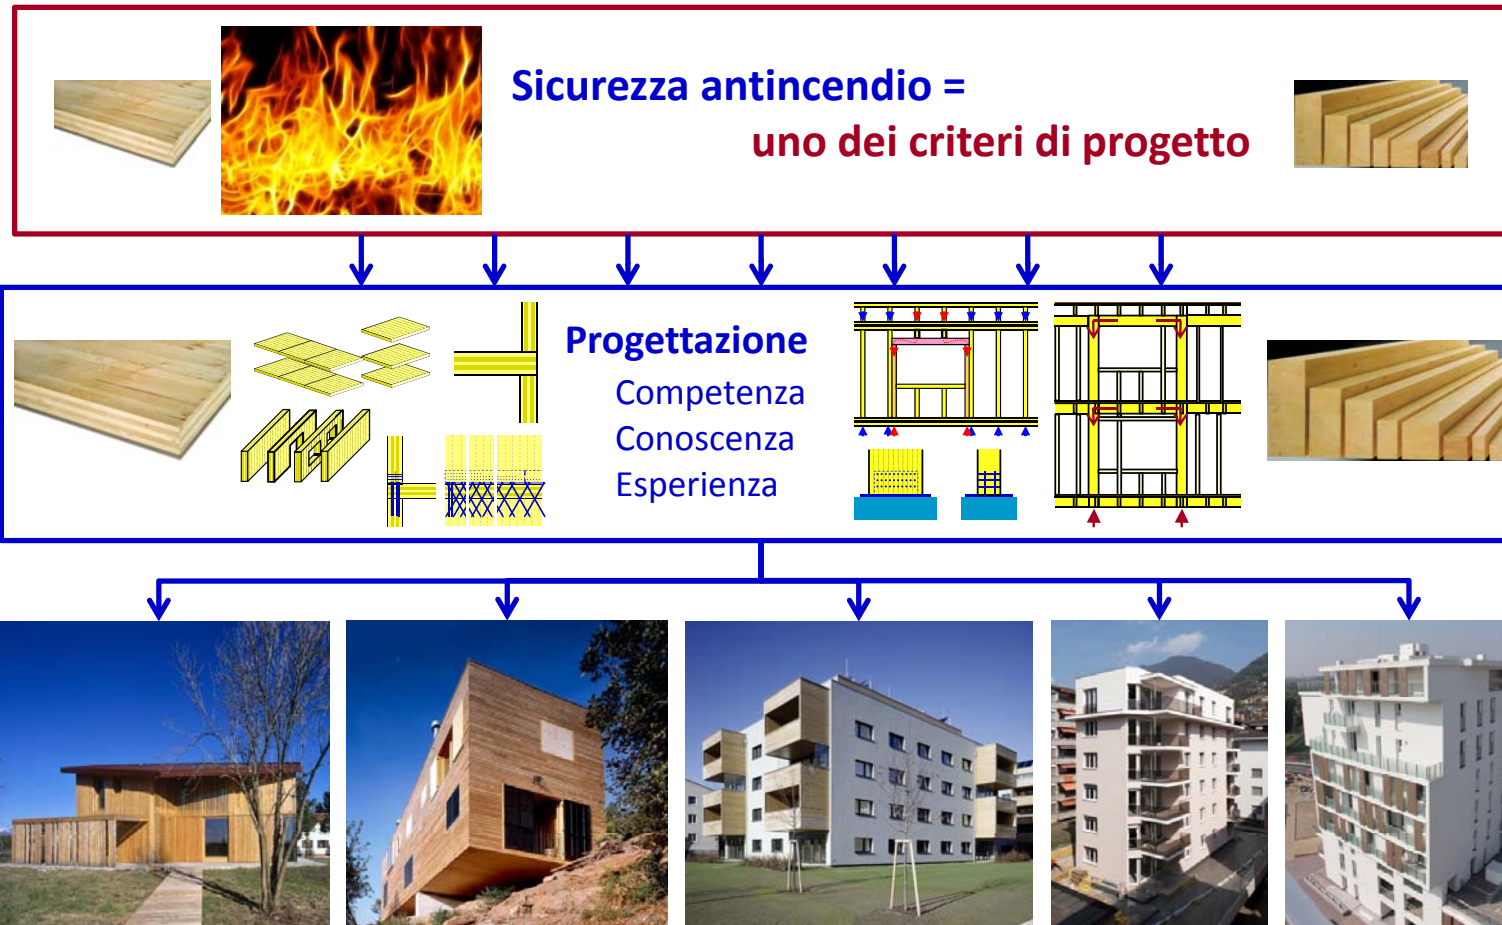 Sicurezza antincendio =
uno dei criteri di progetto
Progettazione
Competenza
Conoscenza
Esperienza